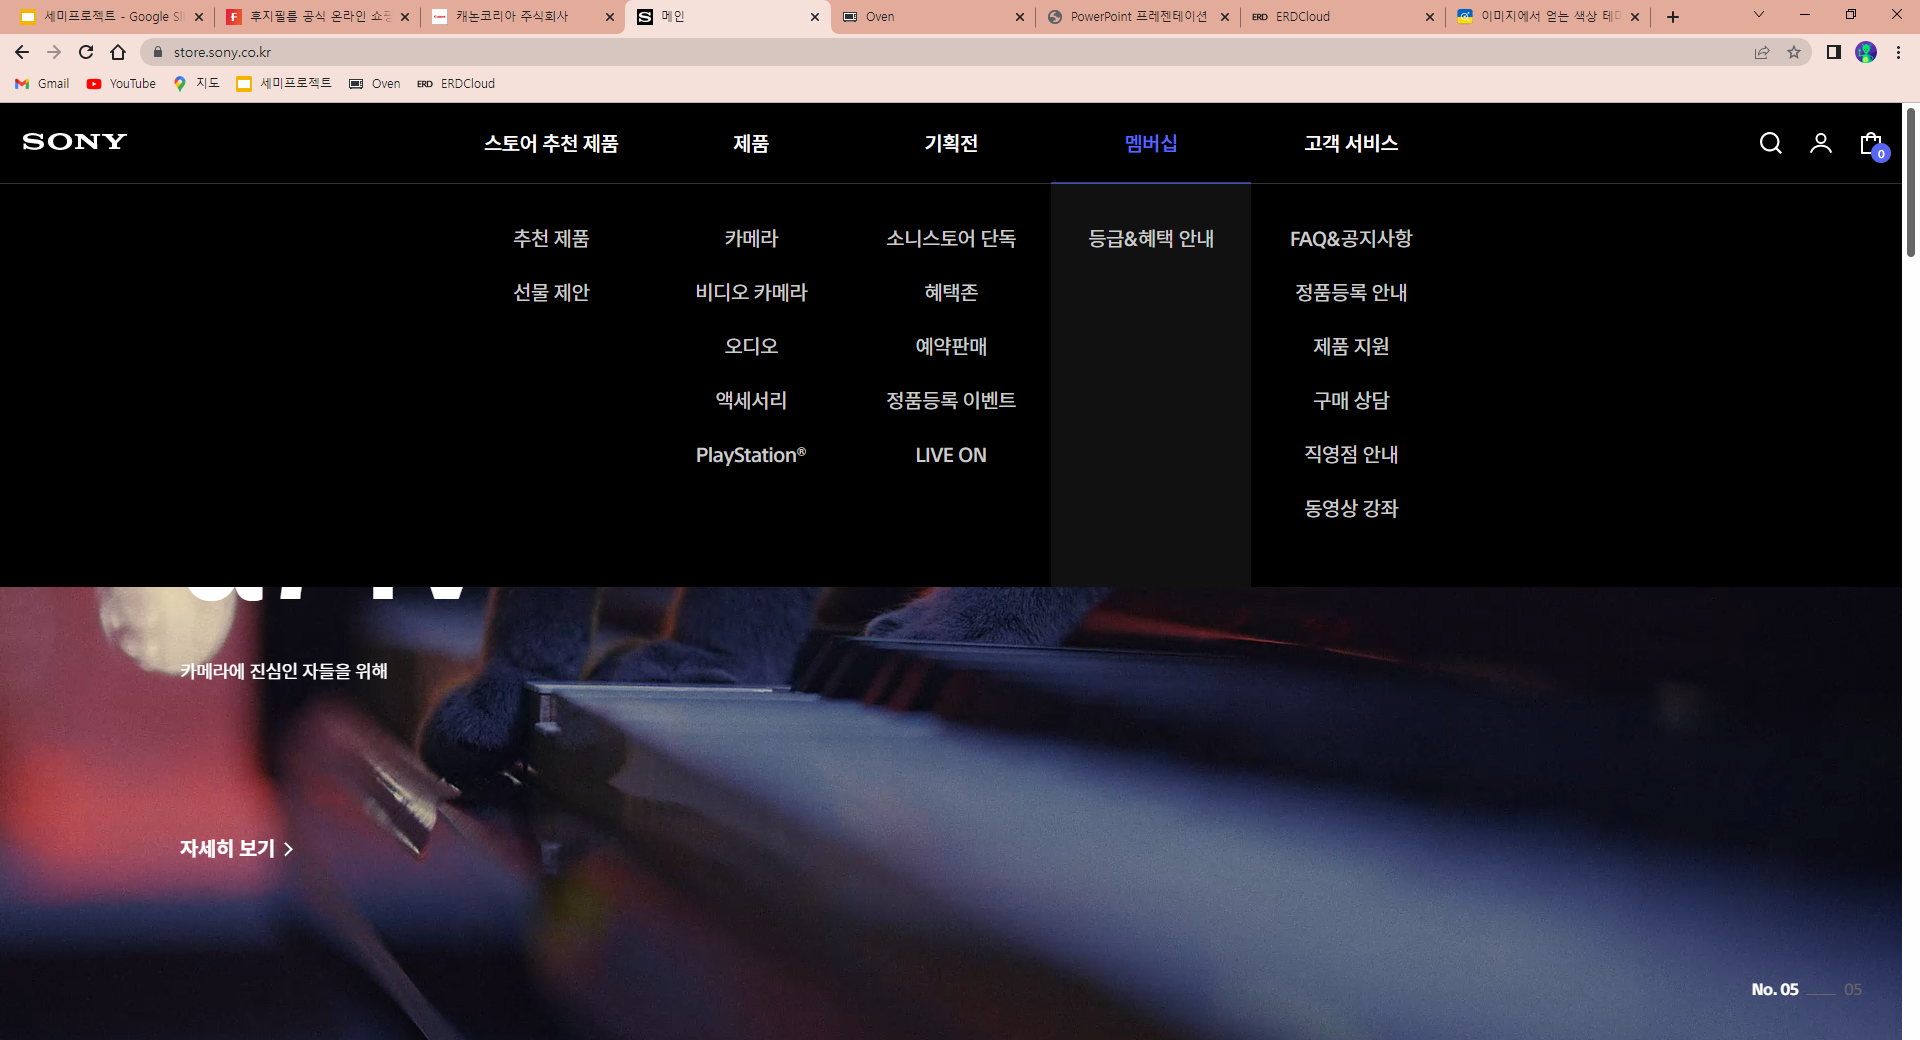 세미프로젝트 - Google Sl
후지필름 공식 온라인 쇼핑
캐논코리아 주식회사
메인
Oven
PowerPoint 프레젠테이션
ERD ERDCloud
이미지에서 얻는 색상 테마
store.sony.co.kr
Gmail
YouTube
지도
세미프로젝트
Oven
ERD ERDCloud
SONY
스토어 추천 제품
제품
기획전
멤버십
고객 서비스
0
추천 제품
카메라
소니스토어 단독
등급&혜택 안내
FAQ&공지사항
선물 제안
비디오 카메라
혜택존
정품등록 안내
오디오
예약판매
제품 지원
액세서리
정품등록 이벤트
구매 상담
PlayStation®
LIVE ON
직영점 안내
동영상 강좌
카메라에 진심인 자들을 위해
자세히 보기
No. 05
05